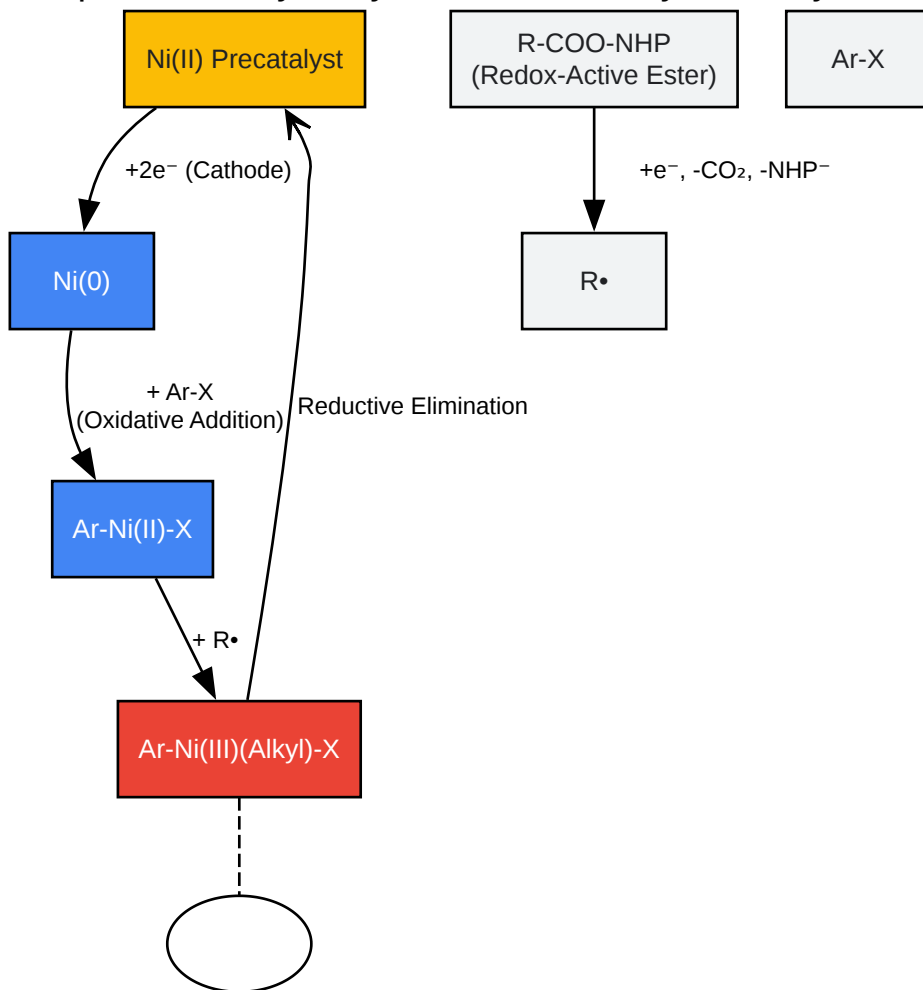 Ni(II) Precatalyst
R-COO-NHP
(Redox-Active Ester)
Ar-X
+2e⁻ (Cathode)
+e⁻, -CO₂, -NHP⁻
Ni(0)
R•
+ Ar-X
(Oxidative Addition)
Reductive Elimination
Ar-Ni(II)-X
+ R•
Ar-Ni(III)(Alkyl)-X